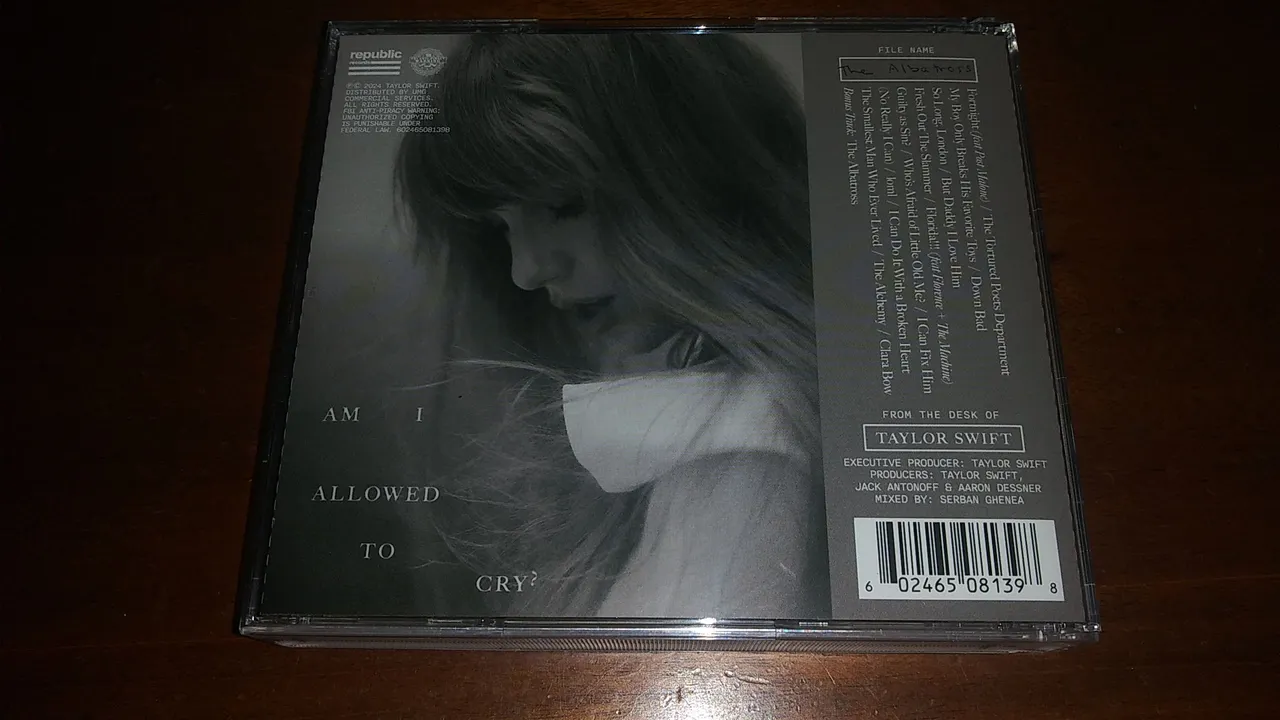 republic
records
℗© 2024 TAYLOR SWIFT.
DISTRIBUTED BY UMG
COMMERCIAL SERVICES.
ALL RIGHTS RESERVED.
FBI ANTI-PIRACY WARNING:
UNAUTHORIZED COPYING
IS PUNISHABLE UNDER
FEDERAL LAW. 602465081398
AM I
ALLOWED
TO
CRY?
FILE NAME
The Albatross
Fortnight (feat. Post Malone) / The Tortured Poets Department
My Boy Only Breaks His Favorite Toys / Down Bad
So Long, London / But Daddy I Love Him
Fresh Out The Slammer / Florida!!! (feat. Florence + The Machine)
Guilty as Sin? / Who's Afraid of Little Old Me? / I Can Fix Him
(No Really I Can) / loml / I Can Do It With a Broken Heart
The Smallest Man Who Ever Lived / The Alchemy / Clara Bow
Bonus Track: The Albatross
FROM THE DESK OF
TAYLOR SWIFT
EXECUTIVE PRODUCER: TAYLOR SWIFT
PRODUCERS: TAYLOR SWIFT,
JACK ANTONOFF & AARON DESSNER
MIXED BY: SERBAN GHENEA
6 02465 08139 8